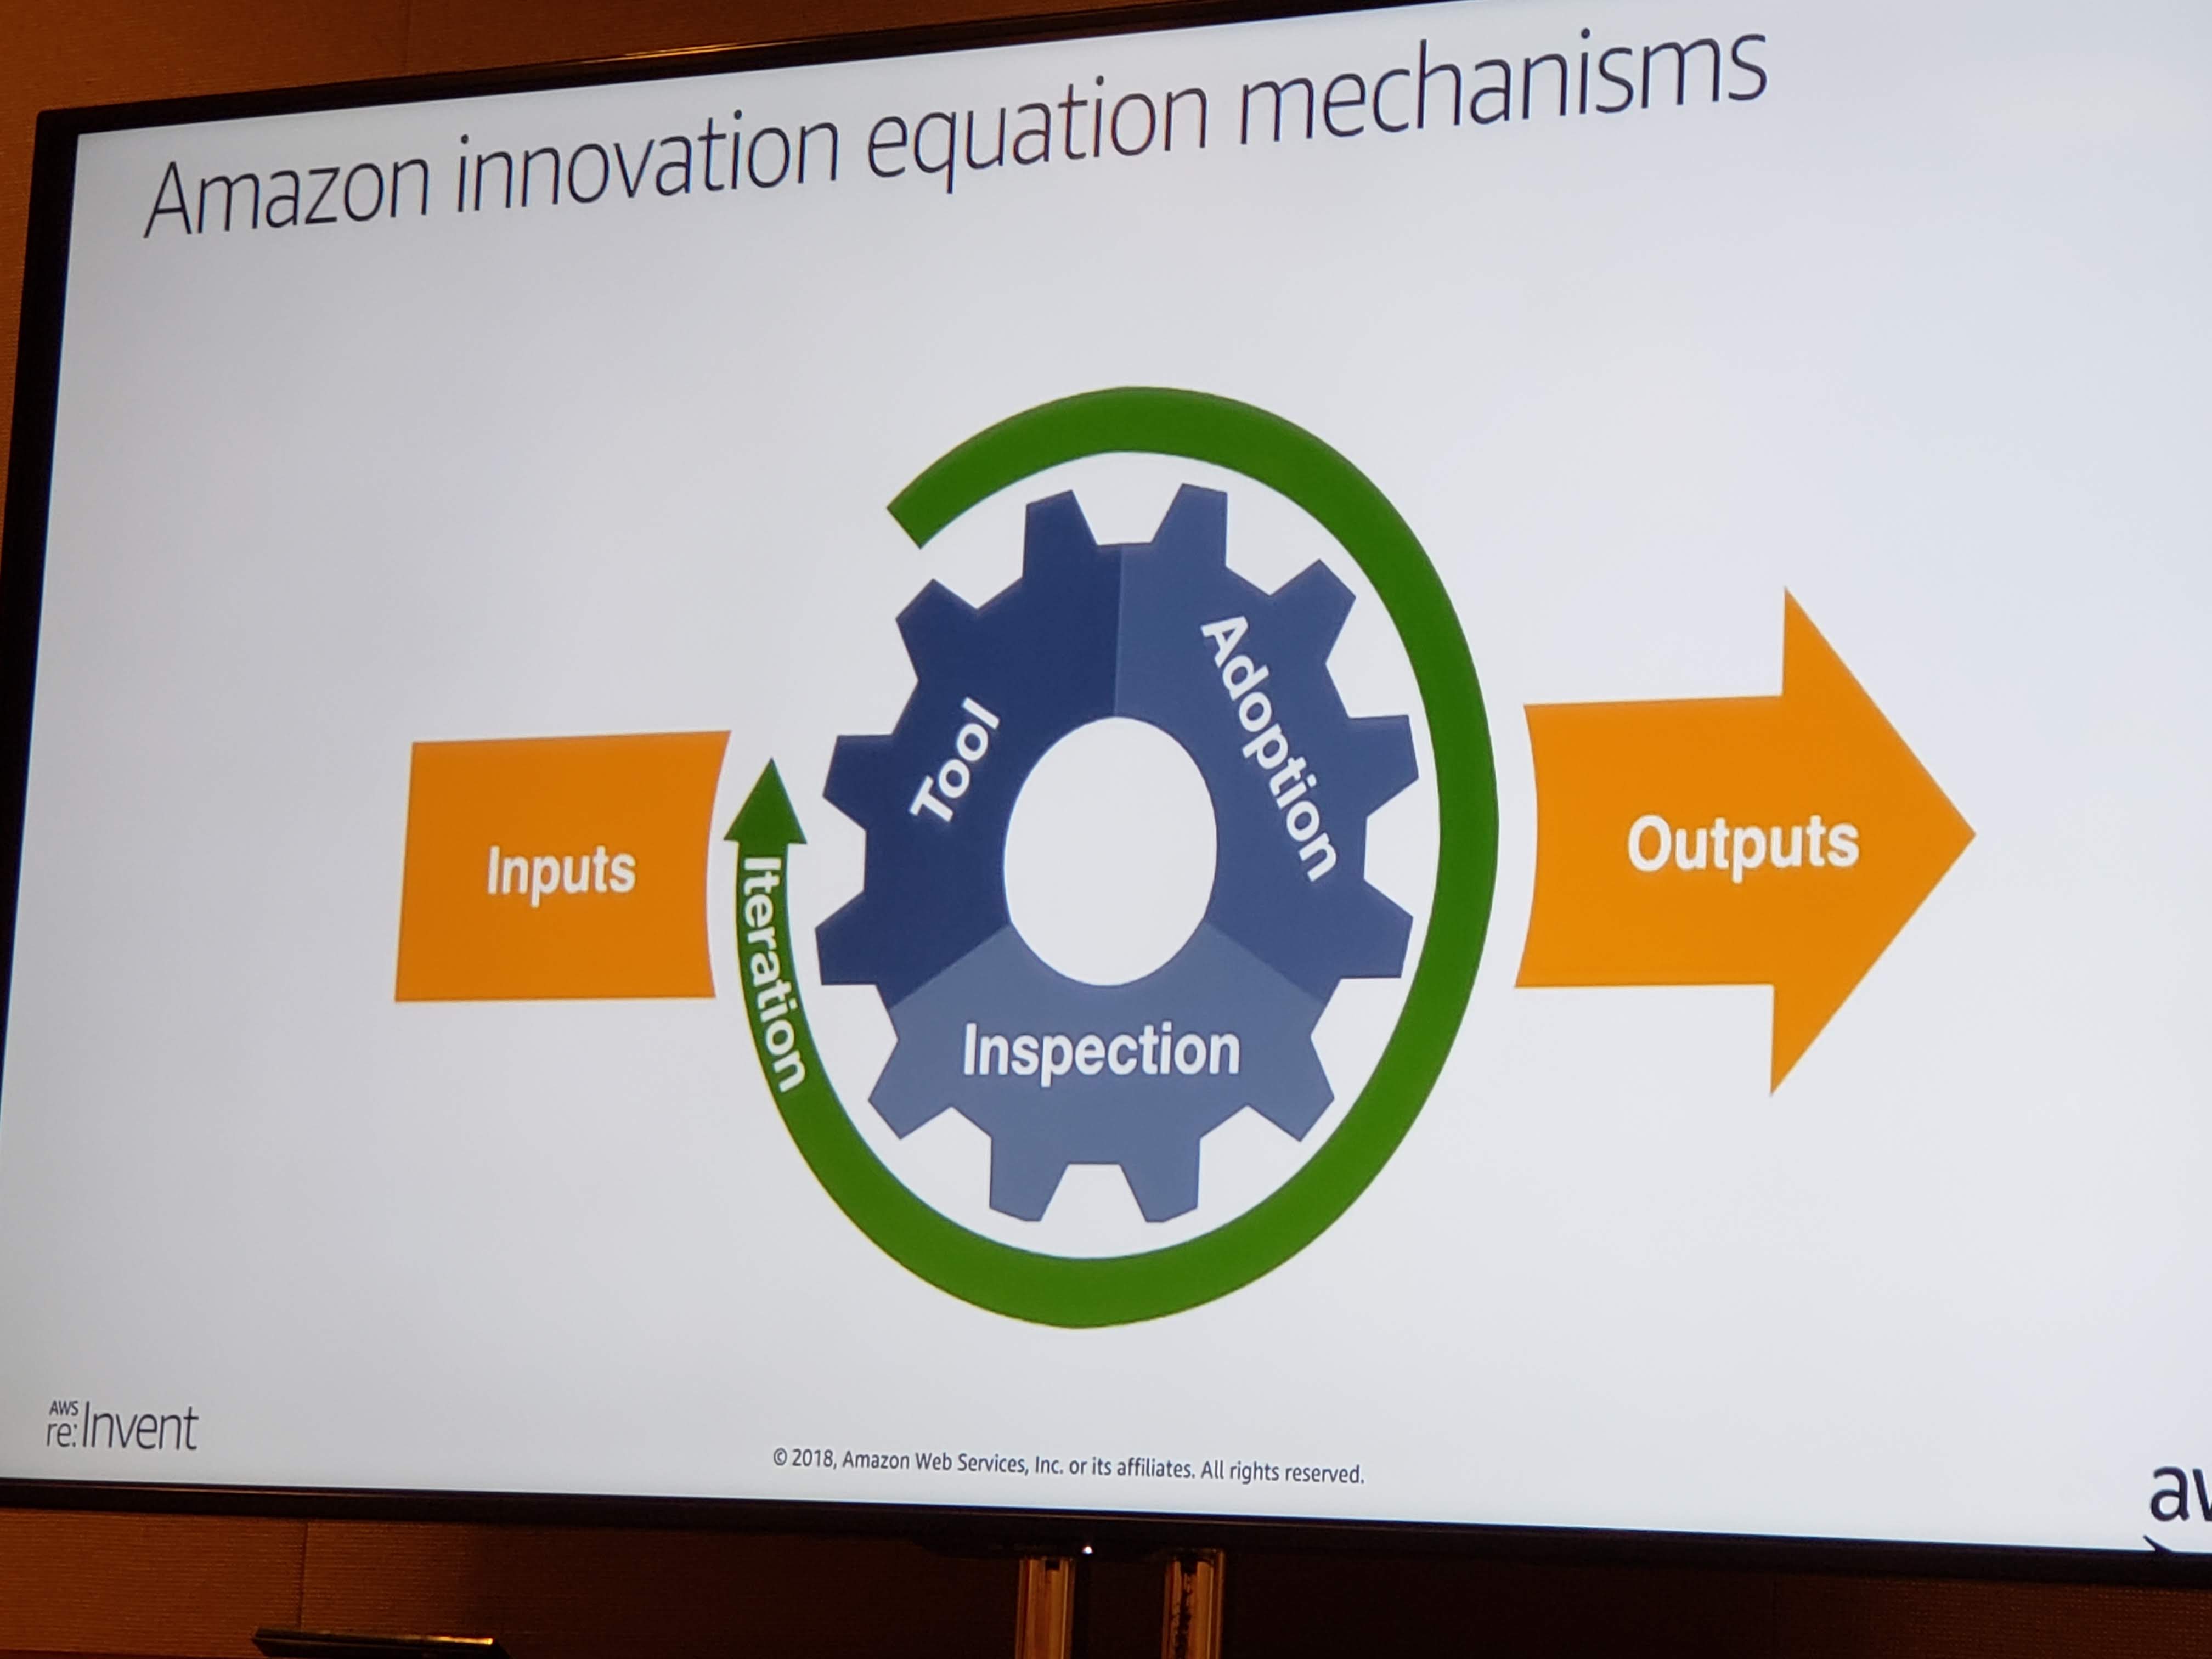 Amazon innovation equation mechanisms
Tool
Adoption
Inputs
Outputs
Iteration
Inspection
AWS
re:Invent
© 2018, Amazon Web Services, Inc. or its affiliates. All rights reserved.